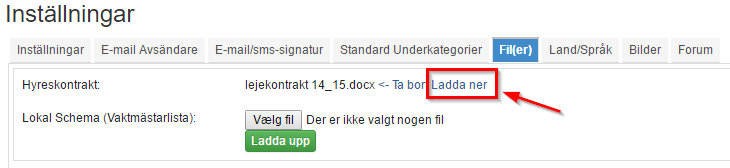 Inställningar
Inställningar E-mail Avsändare E-mail/sms-signatur Standard Underkategorier Fil(er) Land/Språk Bilder Forum
Hyreskontrakt: lejekontrakt 14_15.docx <- Ta bor Ladda ner
Lokal Schema (Vaktmästarlista): Vælg fil Der er ikke valgt nogen fil
Ladda upp